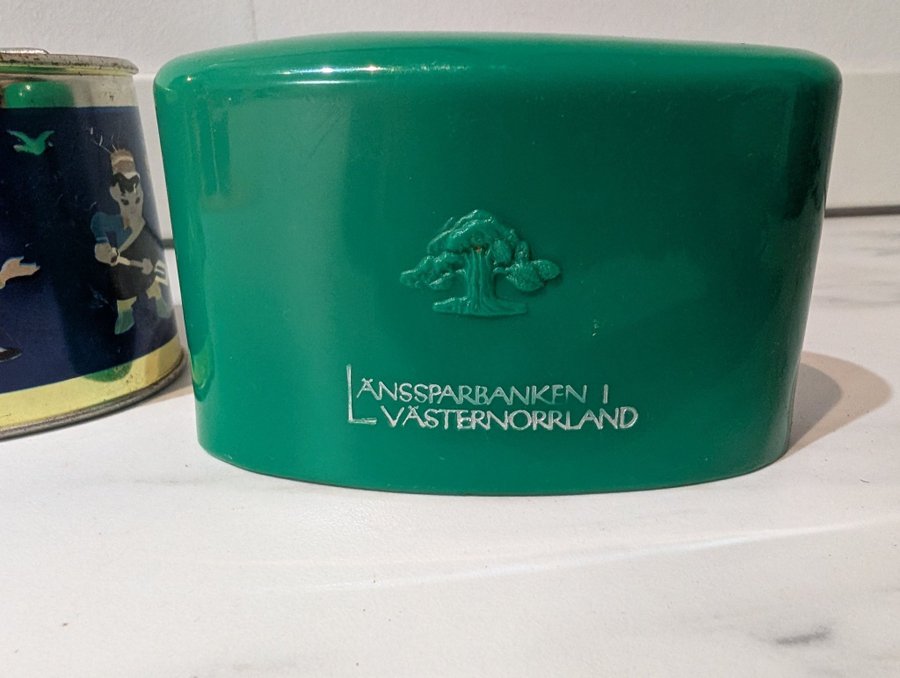 LÄNSSPARBANKEN I
VÄSTERNORRLAND